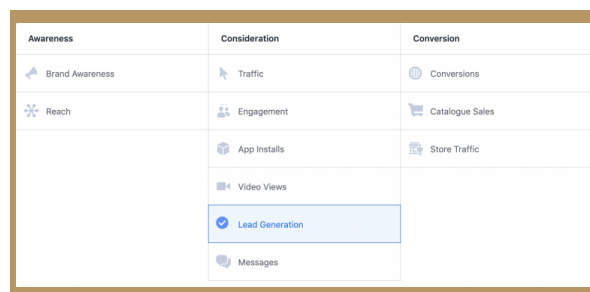 Awareness
Consideration
Conversion
Brand Awareness
Traffic
Conversions
Reach
Engagement
Catalogue Sales
App Installs
Store Traffic
Video Views
Lead Generation
Messages